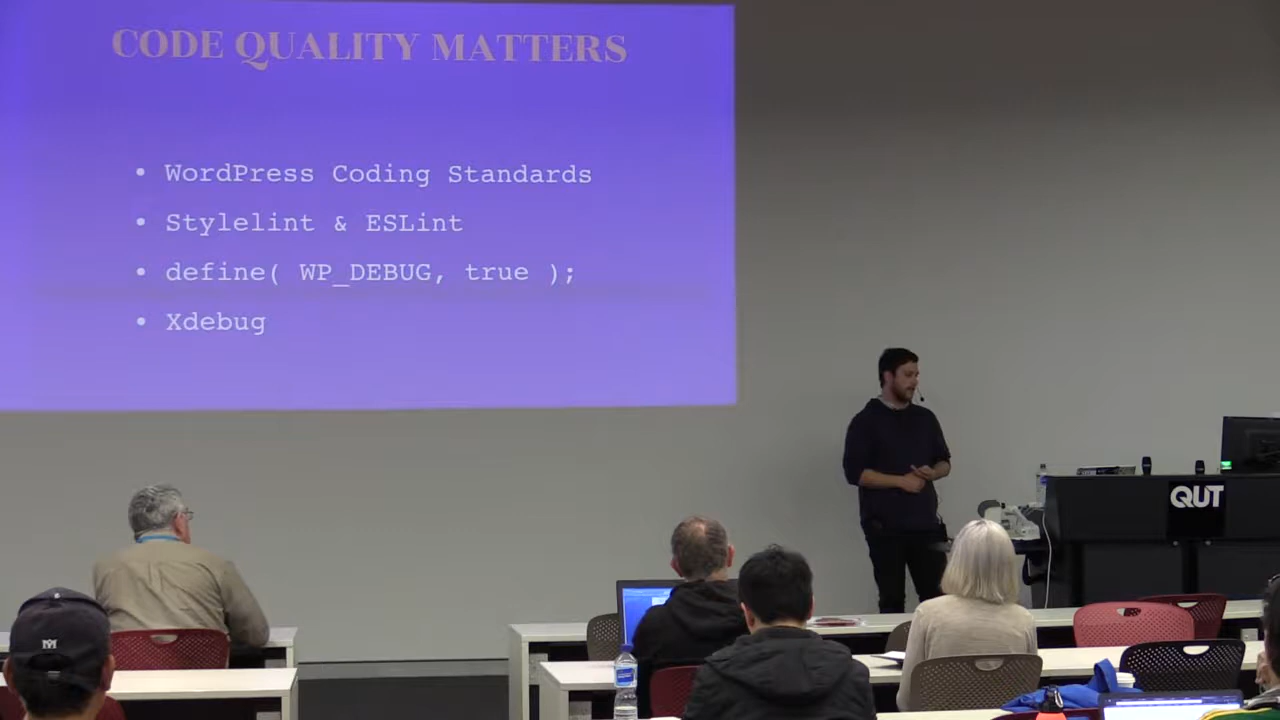 CODE QUALITY MATTERS
• WordPress Coding Standards
• Stylelint & ESLint
• define( WP_DEBUG, true );
• Xdebug
QUT